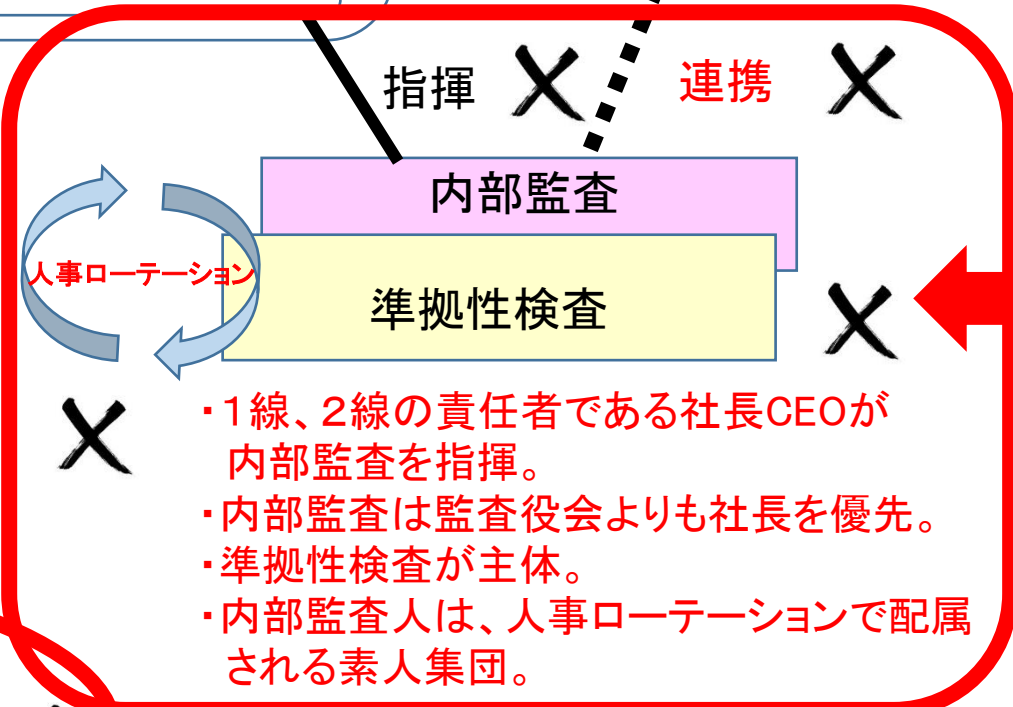 指揮
連携
内部監査
人事ローテーション
準拠性検査
・1線、2線の責任者である社長CEOが
内部監査を指揮。
・内部監査は監査役会よりも社長を優先。
・準拠性検査が主体。
・内部監査人は、人事ローテーションで配属
される素人集団。